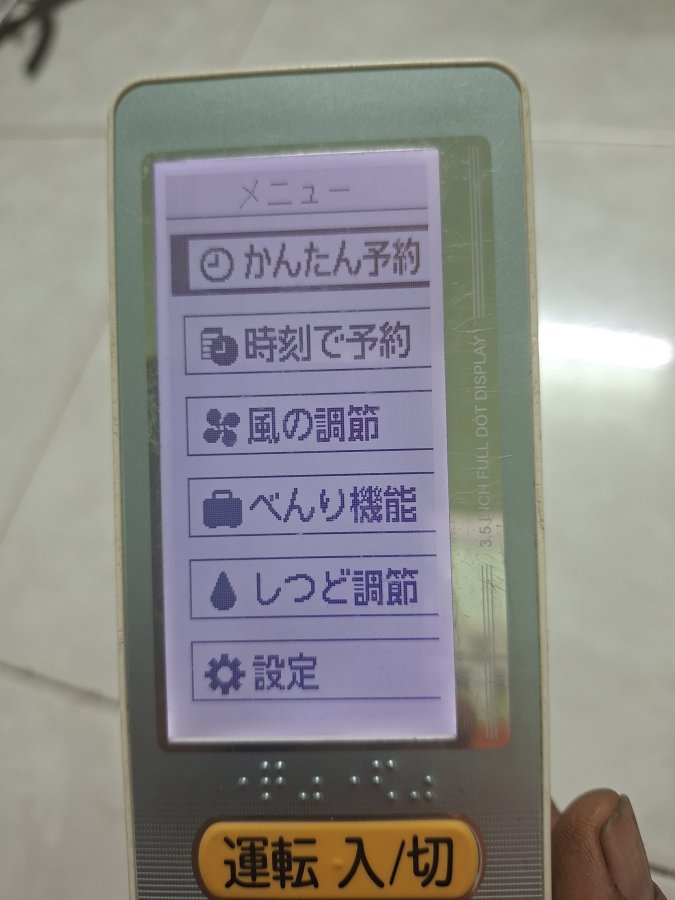 メニュー
かんたん予約
時刻で予約
風の調節
べんり機能
しつど調節
設定
3.5 INCH FULL DOT DISPLAY
運転 入/切